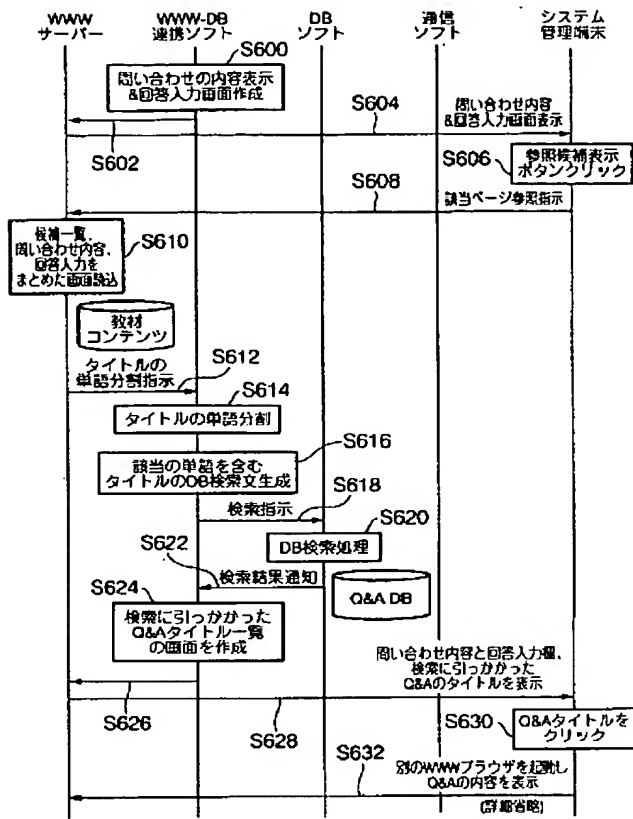 WWW
サーバー
WWW-DB
連携ソフト
DB
ソフト
通信
ソフト
システム
管理端末
S600
問い合わせの内容表示
&回答入力画面作成
S604
問い合わせ内容
&回答入力画面表示
S602
S606
参照候補表示
ボタンクリック
S608
該当ページ参照指示
候補一覧、
問い合わせ内容、
回答入力を
まとめた画面読込
S610
教材
コンテンツ
タイトルの
単語分割指示
S612
S614
タイトルの単語分割
S616
該当の単語を含む
タイトルのDB検索文生成
S618
検索指示
S620
DB検索処理
S622
検索結果通知
Q&A DB
S624
検索に引っかかった
Q&Aタイトル一覧
の画面を作成
問い合わせ内容と回答入力欄、
検索に引っかかった
Q&Aのタイトルを表示
S626
S628
S630
Q&Aタイトルを
クリック
S632
別のWWWブラウザを起動し
Q&Aの内容を表示
(詳細省略)